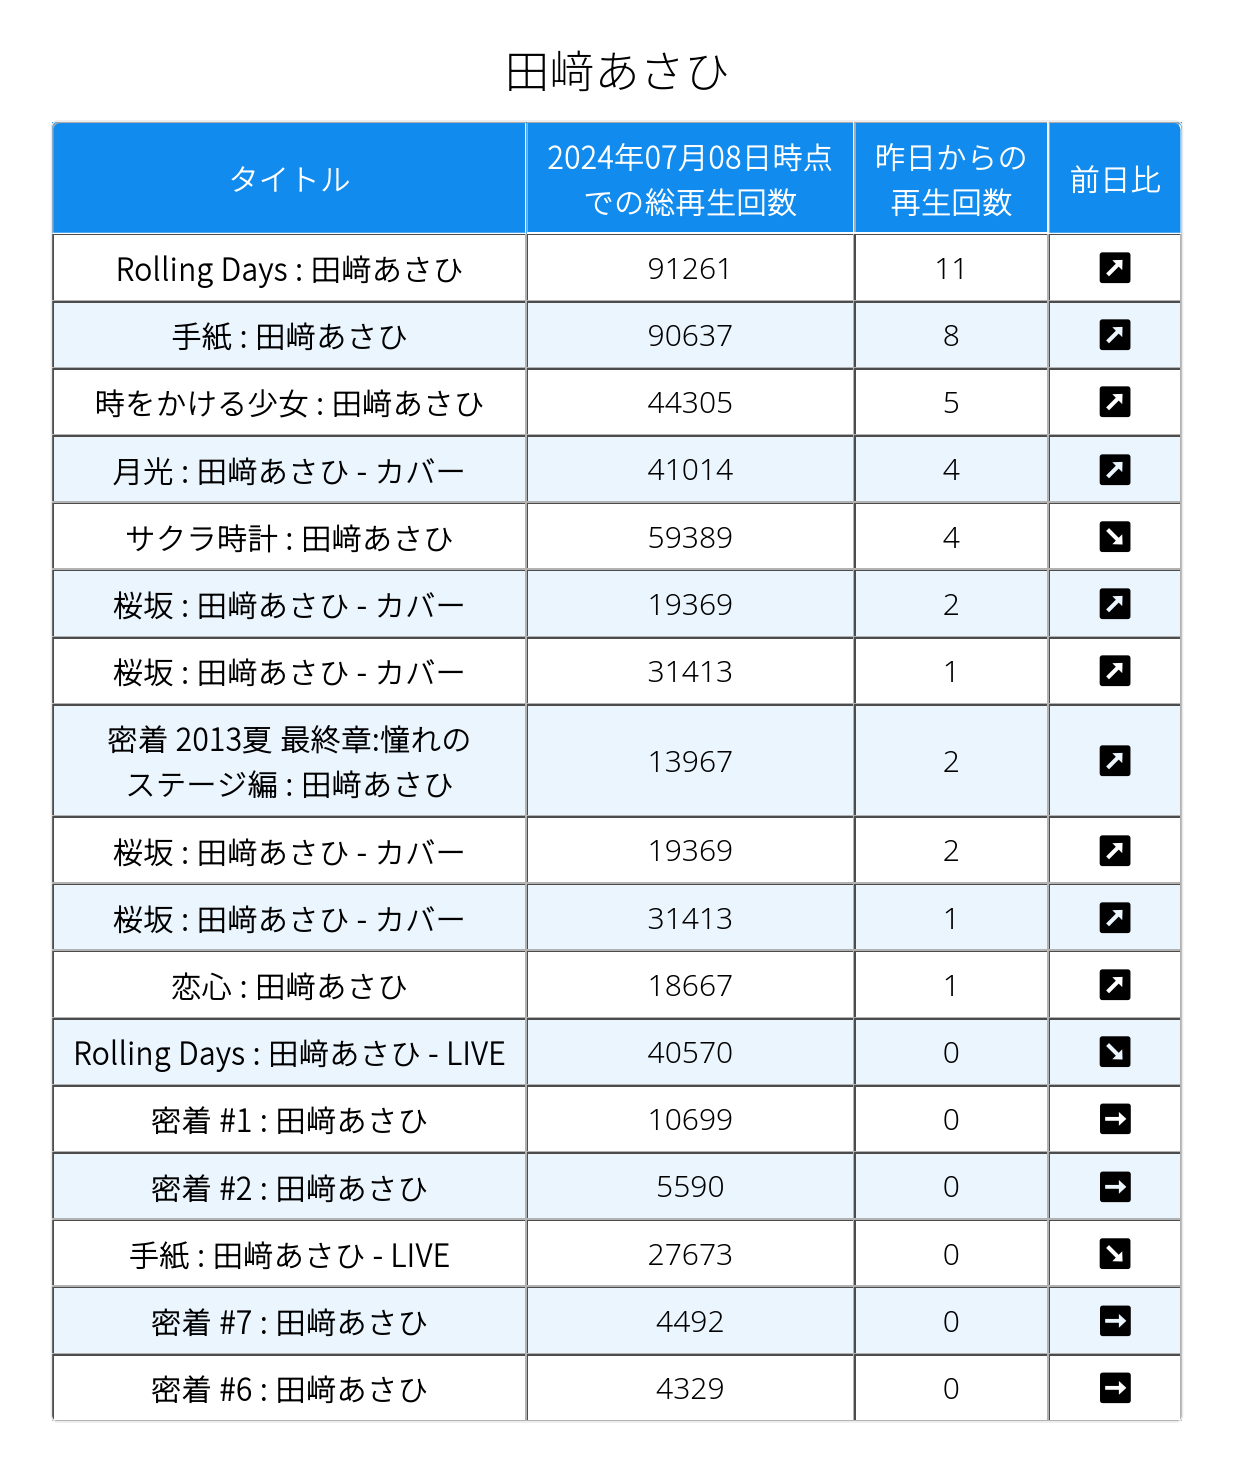 田﨑あさひ
タイトル
2024年07月08日時点
での総再生回数
昨日からの
再生回数
前日比
Rolling Days : 田﨑あさひ 91261 11 ↗
手紙 : 田﨑あさひ 90637 8 ↗
時をかける少女 : 田﨑あさひ 44305 5 ↗
月光 : 田﨑あさひ - カバー 41014 4 ↗
サクラ時計 : 田﨑あさひ 59389 4 ↘
桜坂 : 田﨑あさひ - カバー 19369 2 ↗
桜坂 : 田﨑あさひ - カバー 31413 1 ↗
密着 2013夏 最終章:憧れの
ステージ編 : 田﨑あさひ 13967 2 ↗
桜坂 : 田﨑あさひ - カバー 19369 2 ↗
桜坂 : 田﨑あさひ - カバー 31413 1 ↗
恋心 : 田﨑あさひ 18667 1 ↗
Rolling Days : 田﨑あさひ - LIVE 40570 0 ↘
密着 #1 : 田﨑あさひ 10699 0 →
密着 #2 : 田﨑あさひ 5590 0 →
手紙 : 田﨑あさひ - LIVE 27673 0 ↘
密着 #7 : 田﨑あさひ 4492 0 →
密着 #6 : 田﨑あさひ 4329 0 →